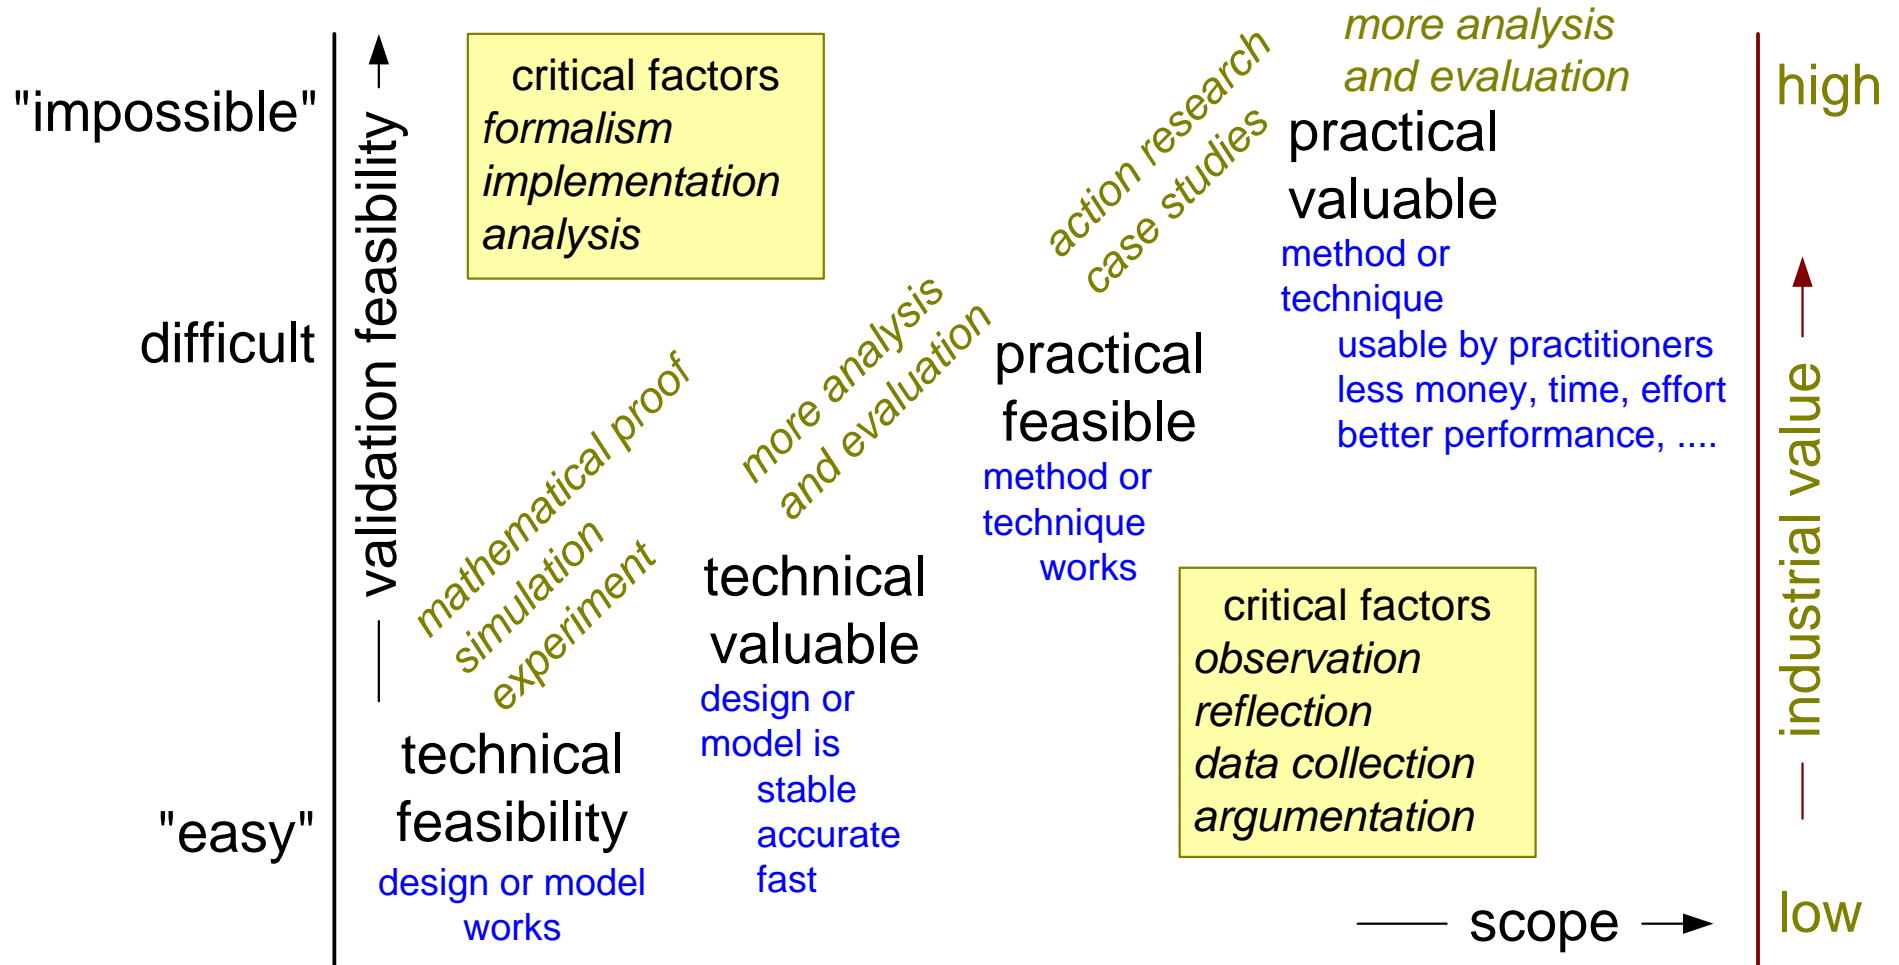 "impossible"
difficult
"easy"
validation feasibility
critical factors
formalism
implementation
analysis
mathematical proof
simulation
experiment
technical
feasibility
design or model
works
more analysis
and evaluation
technical
valuable
design or
model is
stable
accurate
fast
action research
case studies
practical
feasible
method or
technique
works
more analysis
and evaluation
practical
valuable
method or
technique
usable by practitioners
less money, time, effort
better performance, ....
critical factors
observation
reflection
data collection
argumentation
scope
high
industrial value
low